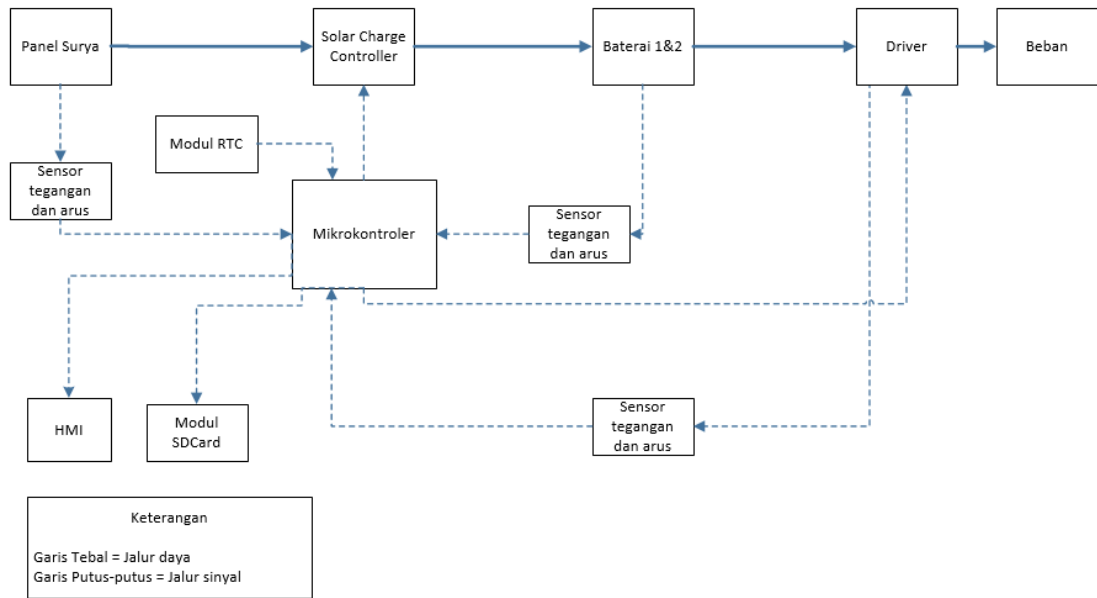 Panel Surya
Solar Charge
Controller
Baterai 1&2
Driver
Beban
Modul RTC
Sensor
tegangan
dan arus
Mikrokontroler
Sensor
tegangan
dan arus
HMI
Modul
SDCard
Sensor
tegangan
dan arus
Keterangan
Garis Tebal = Jalur daya
Garis Putus-putus = Jalur sinyal